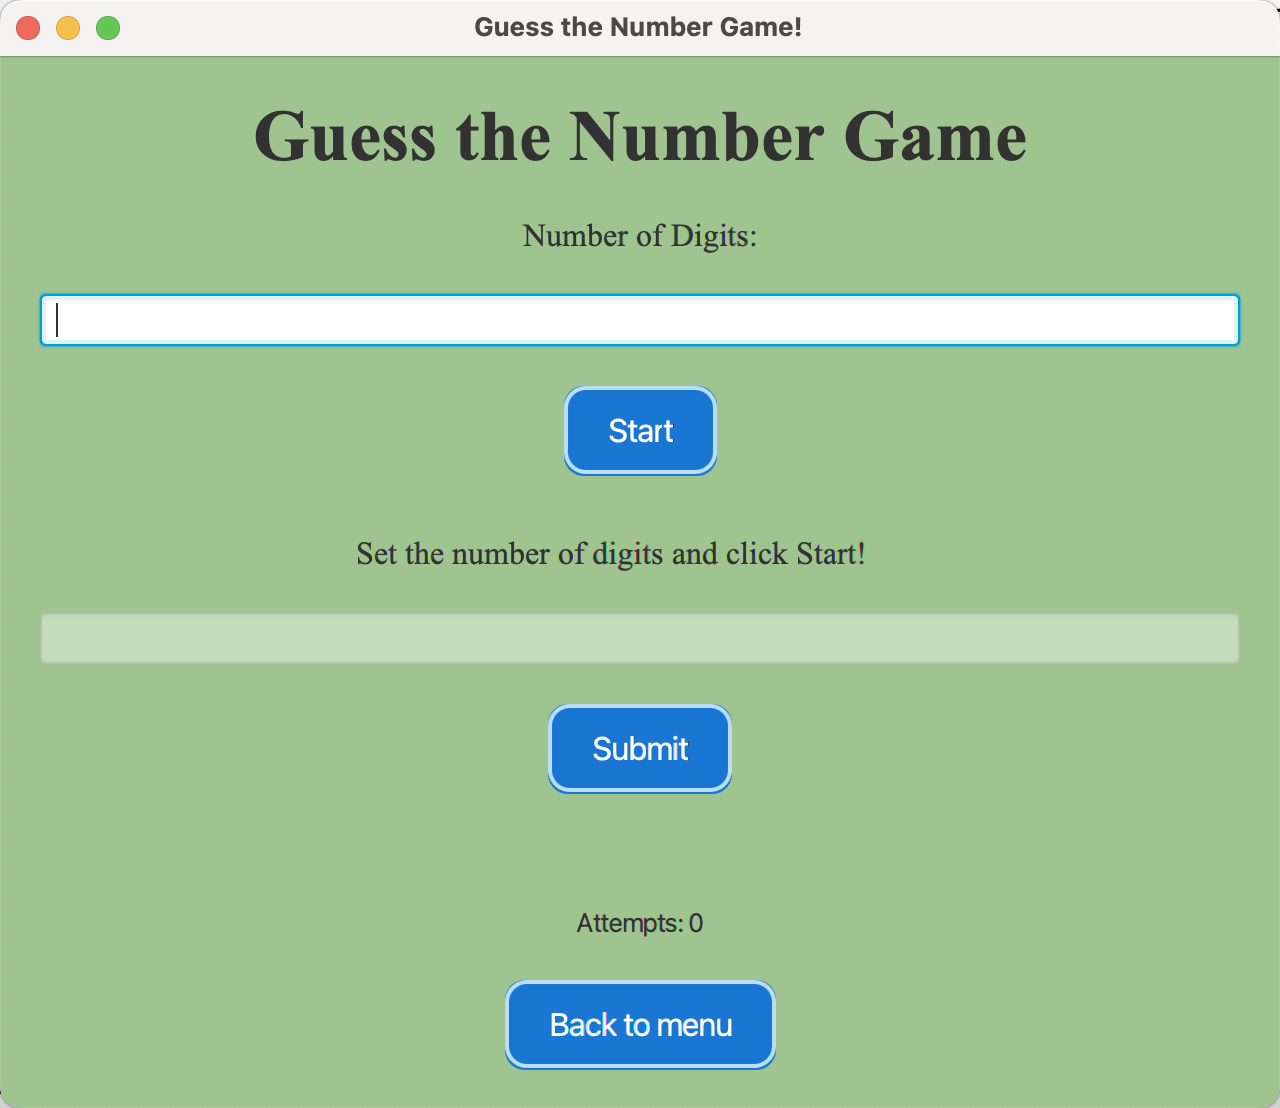 Guess the Number Game!
Guess the Number Game
Number of Digits:
Start
Set the number of digits and click Start!
Submit
Attempts: 0
Back to menu